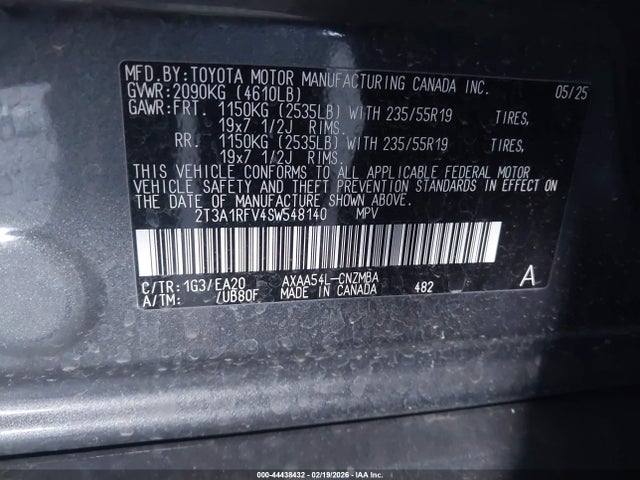 MFD.BY:TOYOTA MOTOR MANUFACTURING CANADA INC. 05/25
GVWR:2090KG (4610LB)
GAWR:FRT. 1150KG (2535LB) WITH 235/55R19 TIRES,
19x7 1/2J RIMS.
RR. 1150KG (2535LB) WITH 235/55R19 TIRES,
19x7 1/2J RIMS.
THIS VEHICLE CONFORMS TO ALL APPLICABLE FEDERAL MOTOR
VEHICLE SAFETY AND THEFT PREVENTION STANDARDS IN EFFECT ON
THE DATE OF MANUFACTURE SHOWN ABOVE.
2T3A1RFV4SW548140 MPV
C/TR:1G3/EA20 AXAA54L-CNZMBA A
A/TM: /UB80F MADE IN CANADA 482
000-44438432 - 02/19/2026 - IAA Inc.